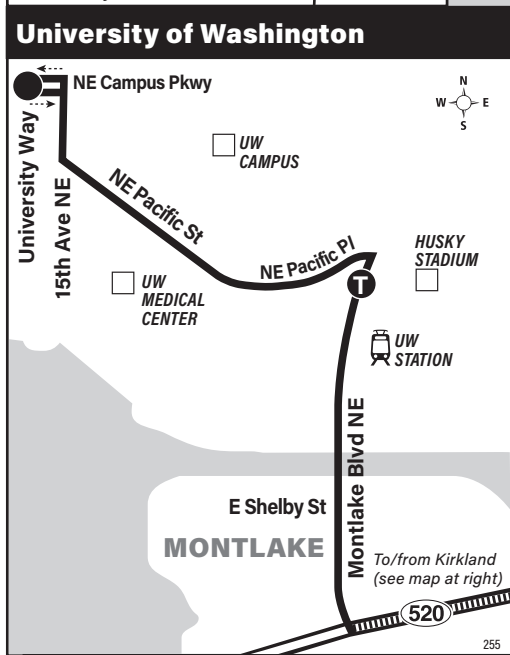 University of Washington
NE Campus Pkwy
N
W
E
S
UW
CAMPUS
University Way
15th Ave NE
NE Pacific St
NE Pacific Pl
HUSKY
STADIUM
T
UW
MEDICAL
CENTER
UW
STATION
Montlake Blvd NE
E Shelby St
MONTLAKE
To/from Kirkland
(see map at right)
520
255